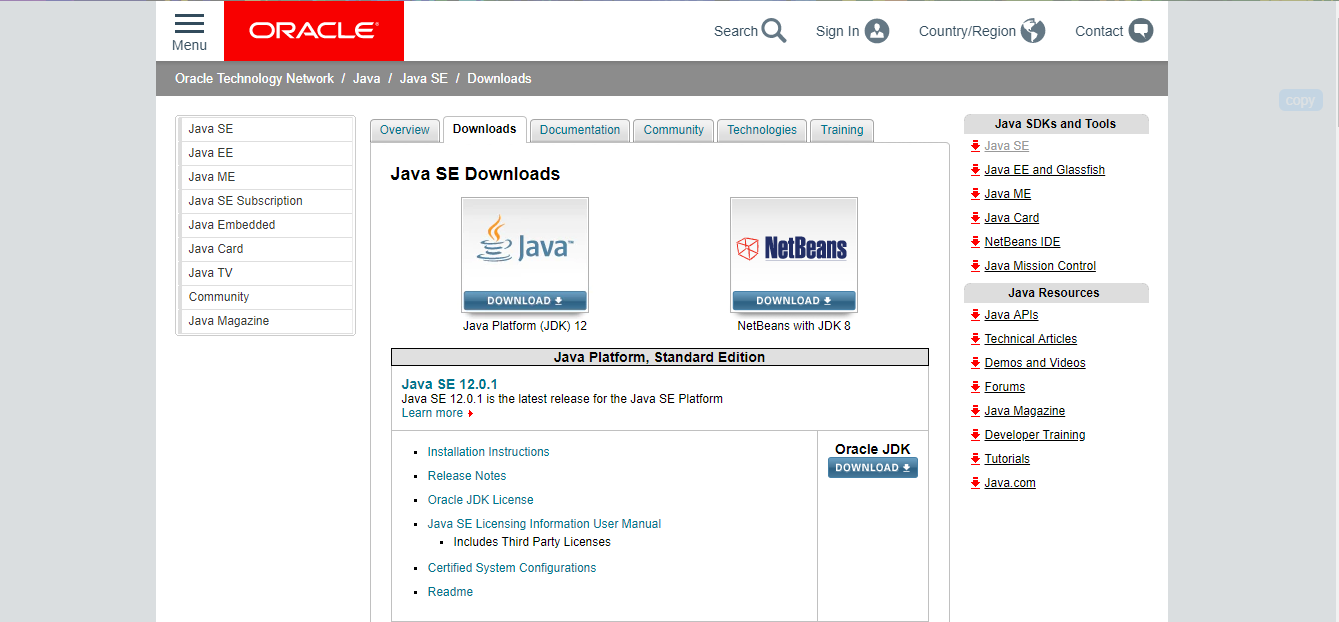 Menu
ORACLE
Search
Sign In
Country/Region
Contact
Oracle Technology Network / Java / Java SE / Downloads
copy
Java SE
Java EE
Java ME
Java SE Subscription
Java Embedded
Java Card
Java TV
Community
Java Magazine
Overview
Downloads
Documentation
Community
Technologies
Training
Java SE Downloads
Java™
DOWNLOAD
Java Platform (JDK) 12
NetBeans
DOWNLOAD
NetBeans with JDK 8
Java Platform, Standard Edition
Java SE 12.0.1
Java SE 12.0.1 is the latest release for the Java SE Platform
Learn more
Installation Instructions
Release Notes
Oracle JDK License
Java SE Licensing Information User Manual
Includes Third Party Licenses
Certified System Configurations
Readme
Oracle JDK
DOWNLOAD
Java SDKs and Tools
Java SE
Java EE and Glassfish
Java ME
Java Card
NetBeans IDE
Java Mission Control
Java Resources
Java APIs
Technical Articles
Demos and Videos
Forums
Java Magazine
Developer Training
Tutorials
Java.com